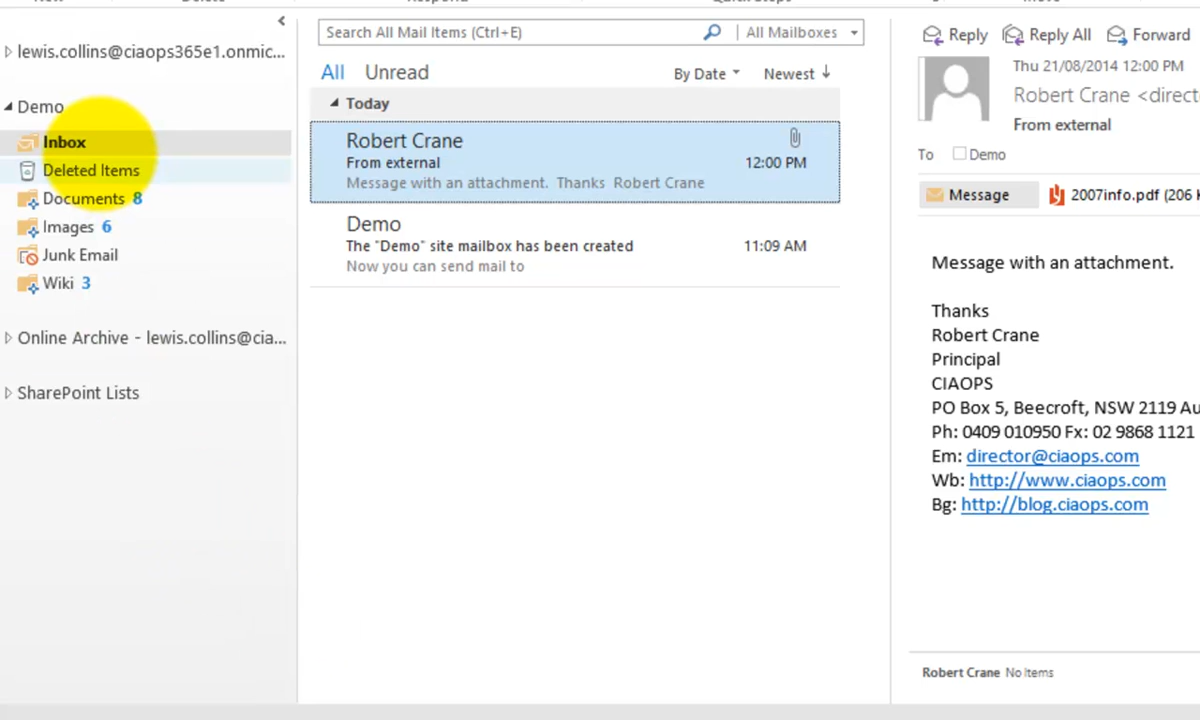 lewis.collins@ciaops365e1.onmic...
Demo
Inbox
Deleted Items
Documents 8
Images 6
Junk Email
Wiki 3
Online Archive - lewis.collins@cia...
SharePoint Lists
Search All Mail Items (Ctrl+E)
All Mailboxes
All Unread
By Date Newest
Today
Robert Crane
From external 12:00 PM
Message with an attachment. Thanks Robert Crane
Demo
The "Demo" site mailbox has been created 11:09 AM
Now you can send mail to
Reply Reply All Forward
Thu 21/08/2014 12:00 PM
Robert Crane <direct
From external
To Demo
Message 2007info.pdf (206 K
Message with an attachment.
Thanks
Robert Crane
Principal
CIAOPS
PO Box 5, Beecroft, NSW 2119 Au
Ph: 0409 010950 Fx: 02 9868 1121
Em: director@ciaops.com
Wb: http://www.ciaops.com
Bg: http://blog.ciaops.com
Robert Crane No Items